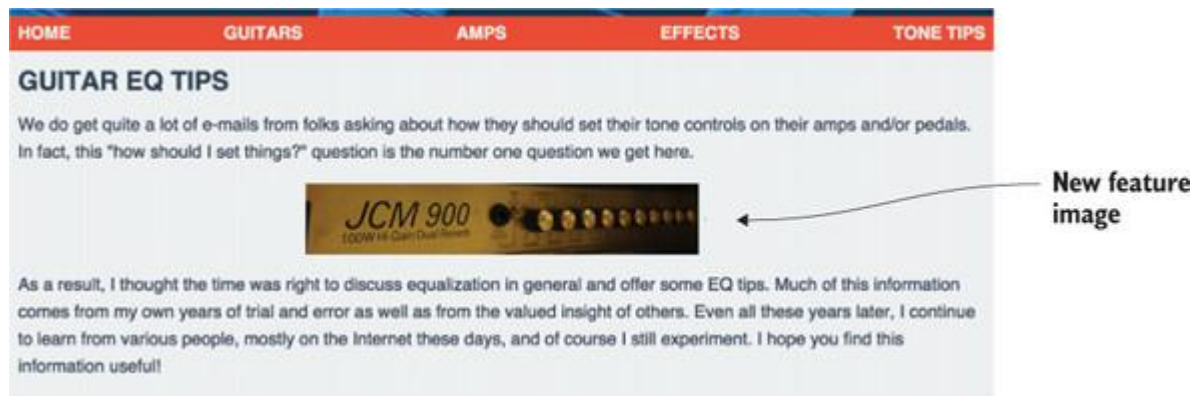 HOME GUITARS AMPS EFFECTS TONE TIPS
GUITAR EQ TIPS
We do get quite a lot of e-mails from folks asking about how they should set their tone controls on their amps and/or pedals.
In fact, this "how should I set things?" question is the number one question we get here.
JCM 900
100W Hi Gain Dual Reverb
New feature
image
As a result, I thought the time was right to discuss equalization in general and offer some EQ tips. Much of this information
comes from my own years of trial and error as well as from the valued insight of others. Even all these years later, I continue
to learn from various people, mostly on the Internet these days, and of course I still experiment. I hope you find this
information useful!